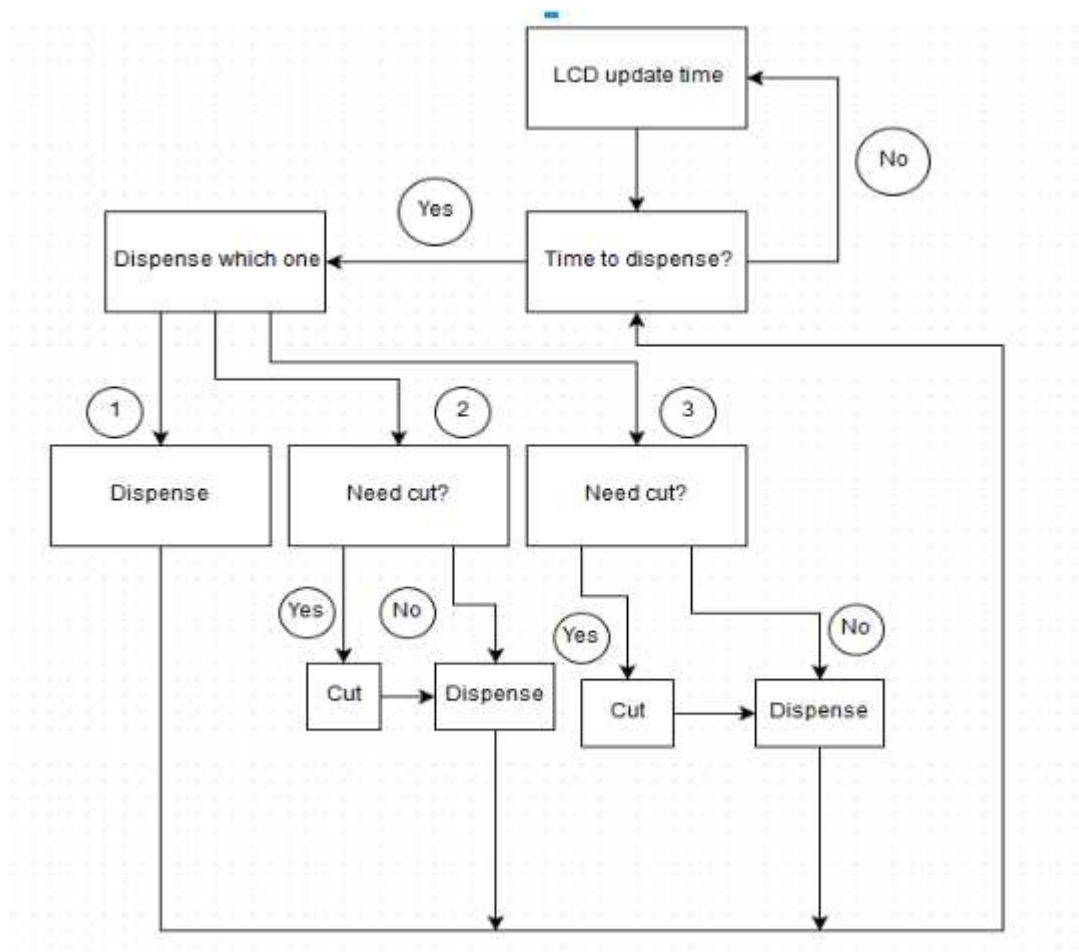 LCD update time
No
Yes
Dispense which one
Time to dispense?
1
2
3
Dispense
Need cut?
Need cut?
Yes
No
Yes
No
Cut
Dispense
Cut
Dispense